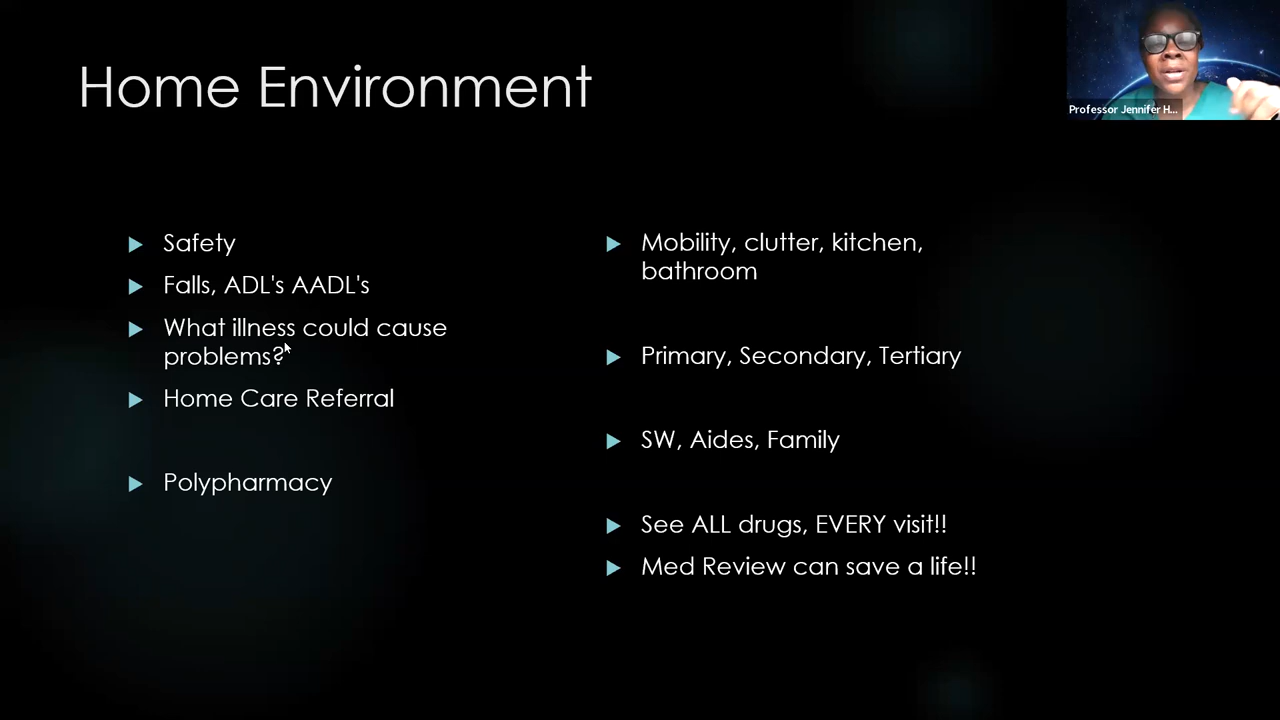 Home Environment
Professor Jennifer H...
Safety
Falls, ADL's AADL's
What illness could cause
problems?
Home Care Referral
Polypharmacy
Mobility, clutter, kitchen,
bathroom
Primary, Secondary, Tertiary
SW, Aides, Family
See ALL drugs, EVERY visit!!
Med Review can save a life!!